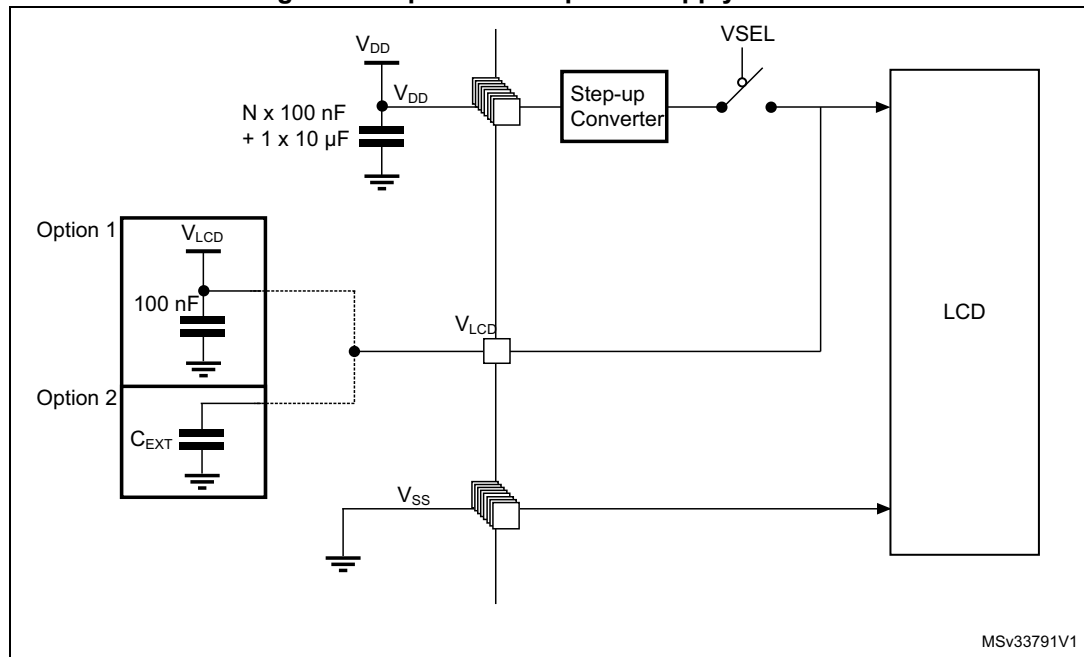 VSEL
VDD
VDD
N x 100 nF
+ 1 x 10 µF
Step-up
Converter
Option 1
VLCD
100 nF
VLCD
LCD
Option 2
CEXT
VSS
MSv33791V1